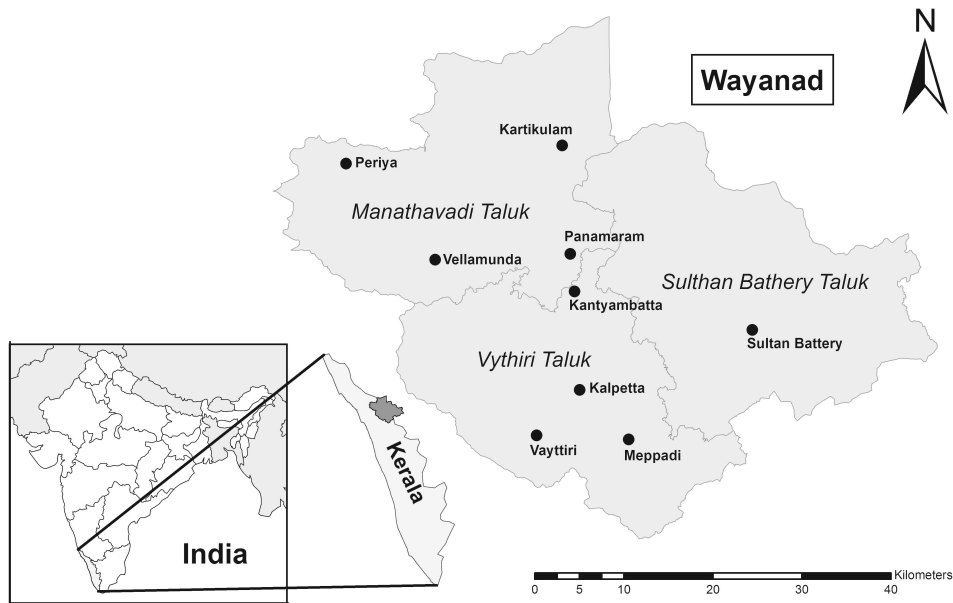 N
Wayanad
Kartikulam
Periya
Manathavadi Taluk
Panamaram
Vellamunda
Sulthan Bathery Taluk
Kantyambatta
Sultan Battery
Vythiri Taluk
Kalpetta
Vayttiri
Meppadi
Kerala
India
Kilometers
0 5 10 20 30 40